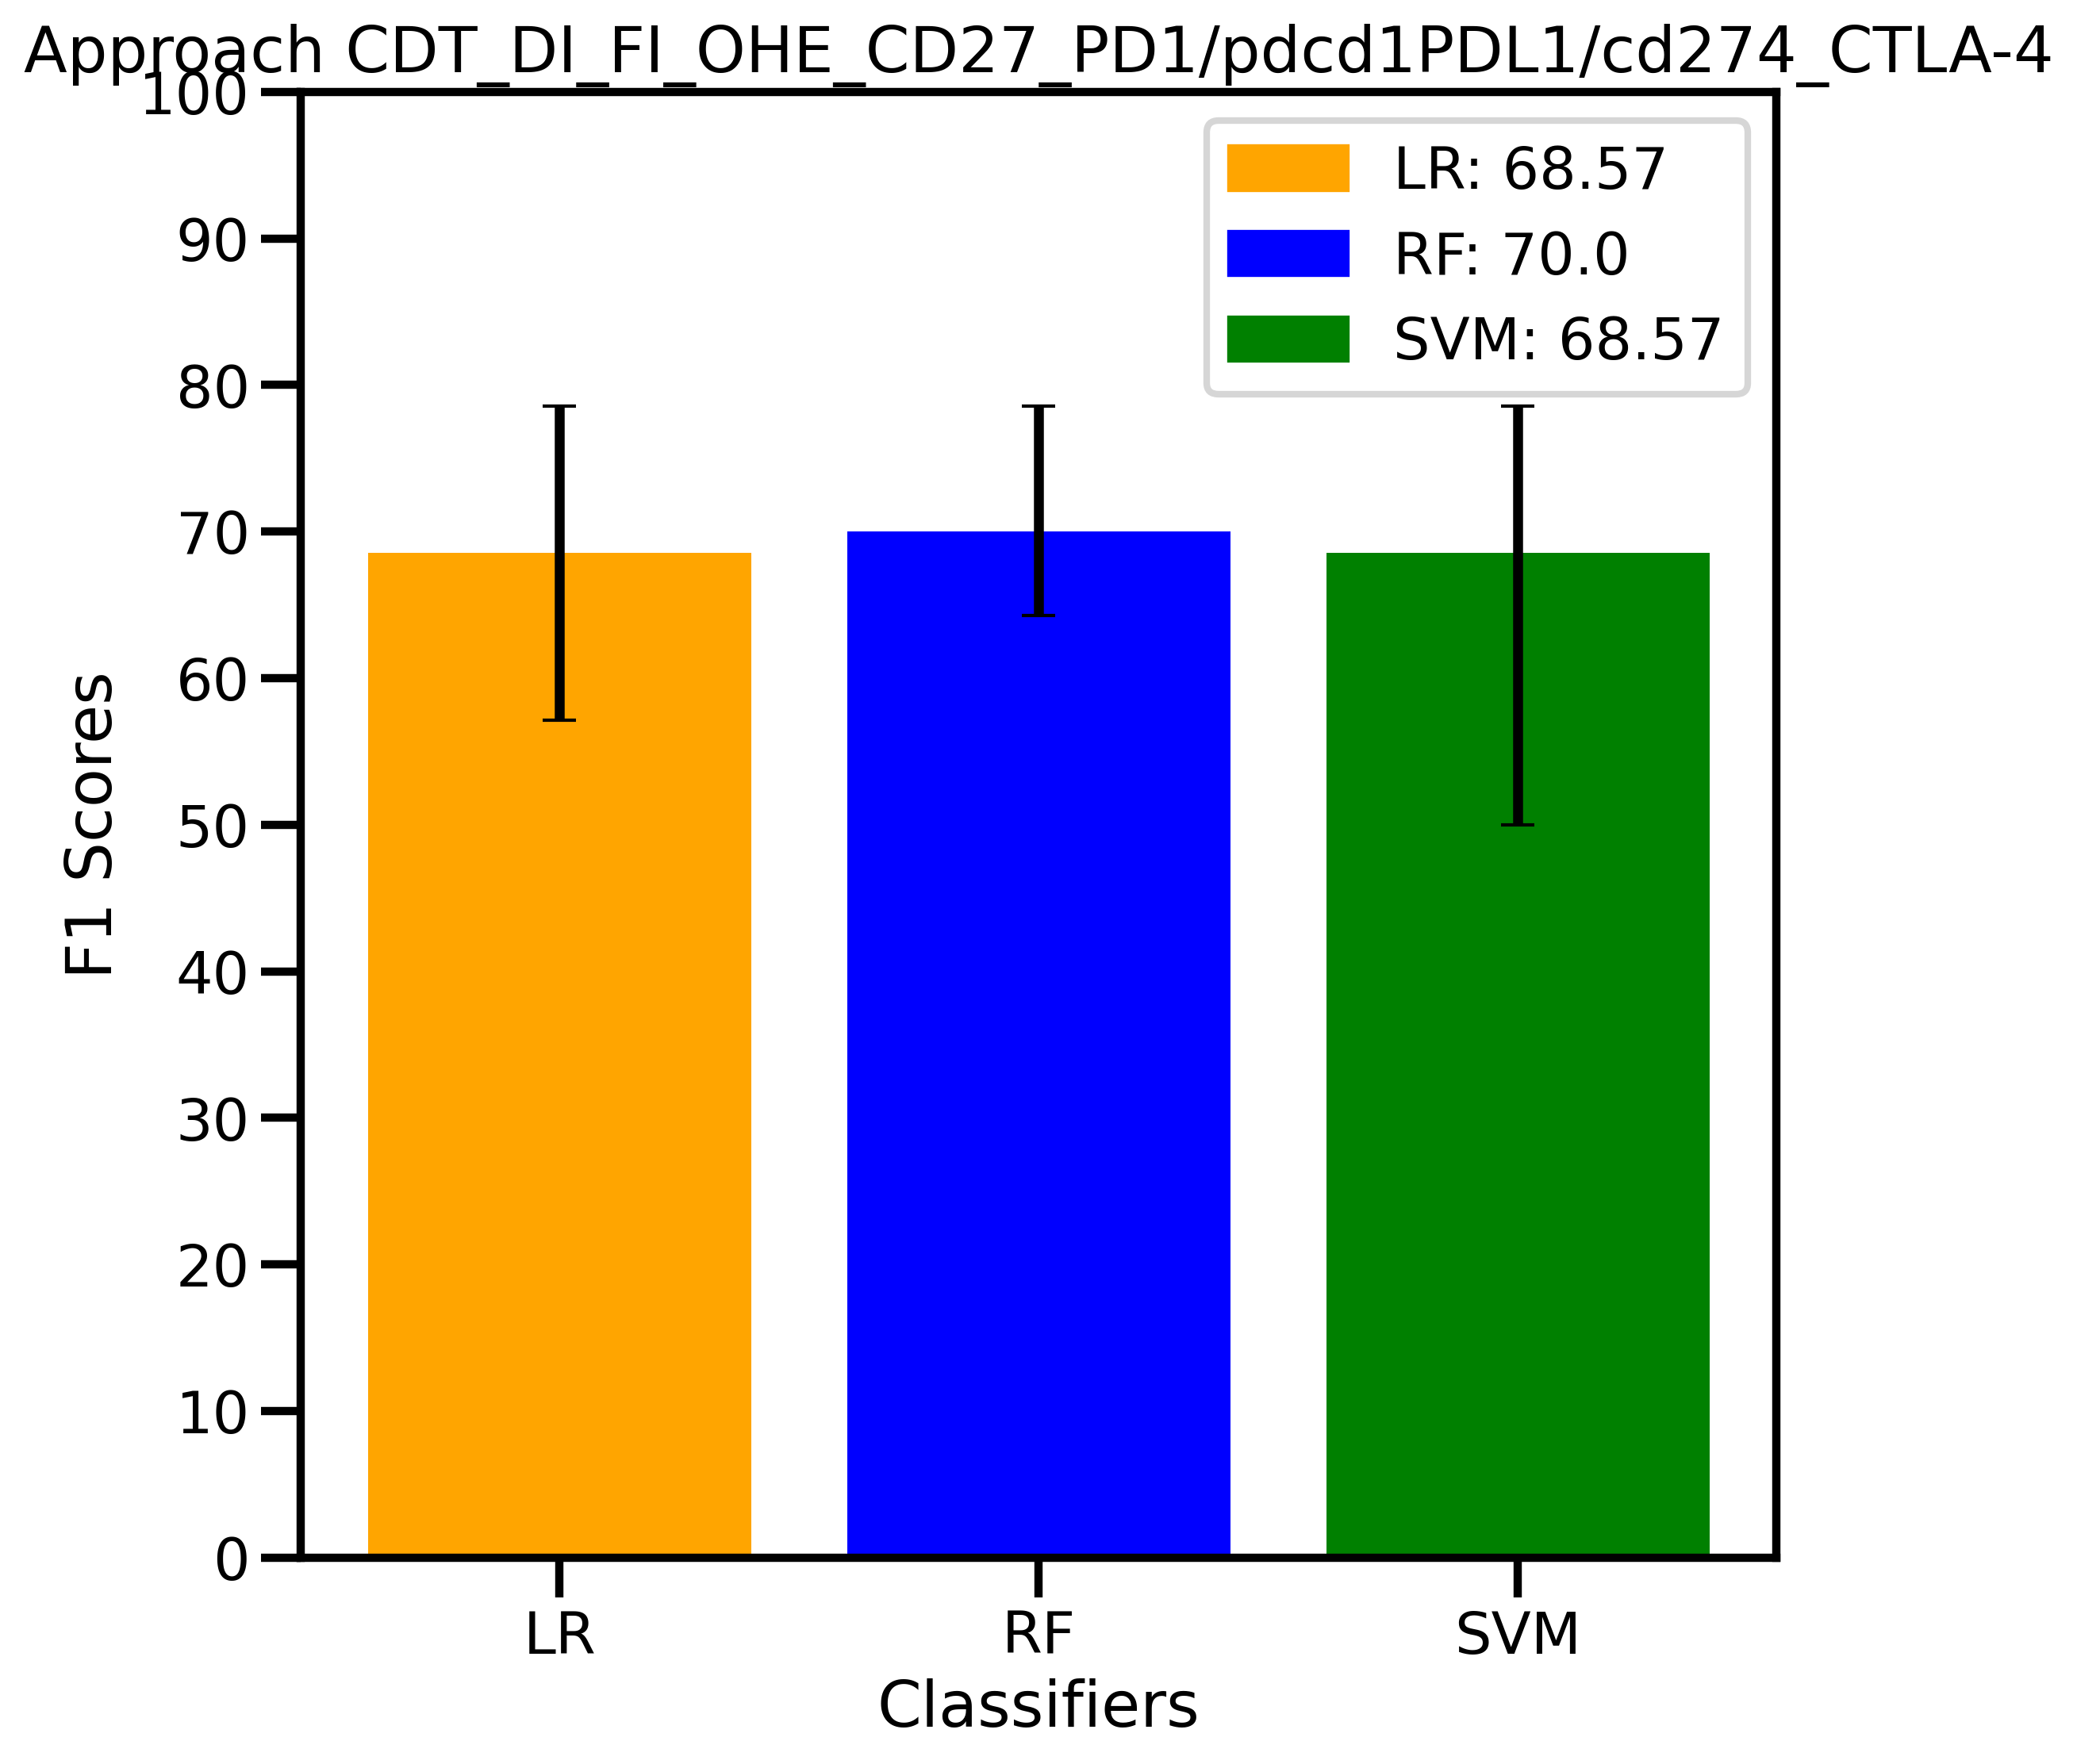 Approach CDT_DI_FI_OHE_CD27_PD1/pdcd1PDL1/cd274_CTLA-4
100
90
80
70
60
50
40
30
20
10
0
F1 Scores
LR: 68.57
RF: 70.0
SVM: 68.57
LR RF SVM
Classifiers